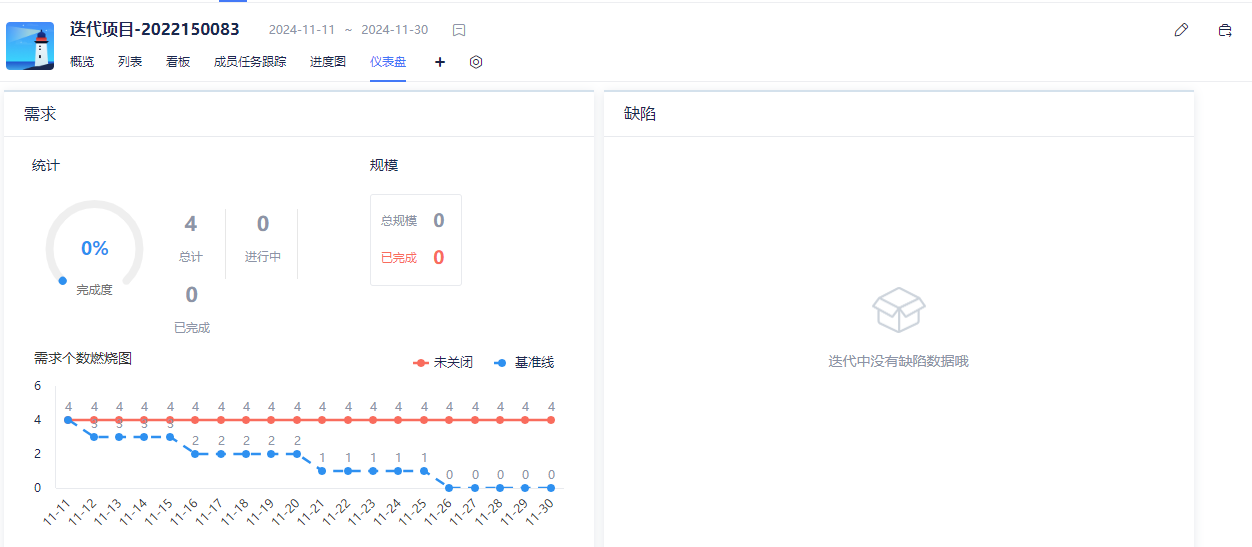 迭代项目-2022150083 2024-11-11 ~ 2024-11-30
概览 列表 看板 成员任务跟踪 进度图 仪表盘 +
需求
统计 规模
0%
完成度
4 0
总计 进行中
0
已完成
总规模 0
已完成 0
需求个数燃烧图 未关闭 基准线
6
4 4 4 4 4 4 4 4 4 4 4 4 4 4 4 4 4 4 4 4
4
3 3 3 3
2 2 2 2 2
2
1 1 1 1 1
0 0 0 0 0
0
11-11 11-12 11-13 11-14 11-15 11-16 11-17 11-18 11-19 11-20 11-21 11-22 11-23 11-24 11-25 11-26 11-27 11-28 11-29 11-30
缺陷
迭代中没有缺陷数据哦